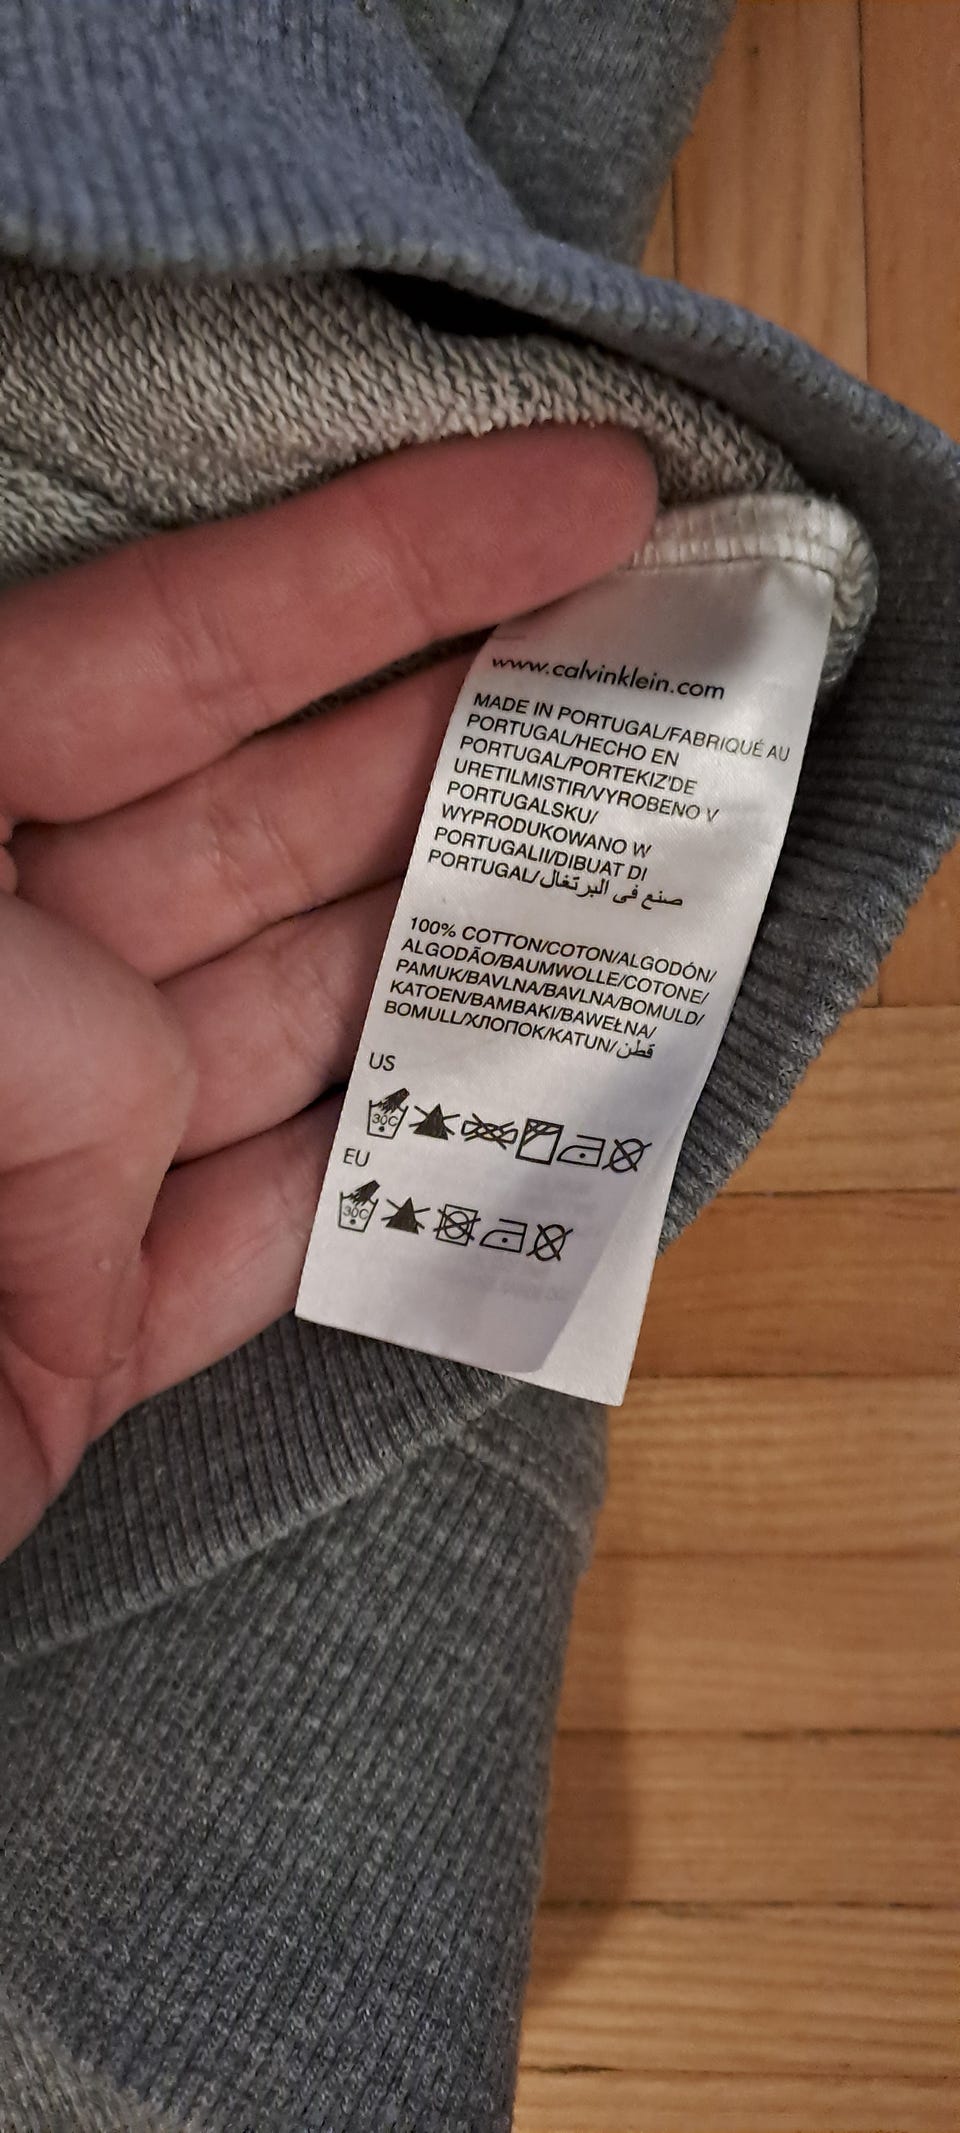 www.calvinklein.com
MADE IN PORTUGAL/FABRIQUÉ AU
PORTUGAL/HECHO EN
PORTUGAL/PORTEKIZ'DE
URETILMISTIR/VYROBENO V
PORTUGALSKU/
WYPRODUKOWANO W
PORTUGALII/DIBUAT DI
PORTUGAL/صنع في البرتغال
100% COTTON/COTON/ALGODÓN/
ALGODÃO/BAUMWOLLE/COTONE/
PAMUK/BAVLNA/BAVLNA/BOMULD/
KATOEN/BAMBAKI/BAWEŁNA/
BOMULL/ХЛОПОК/KATUN/قطن
US
30C
EU
30C